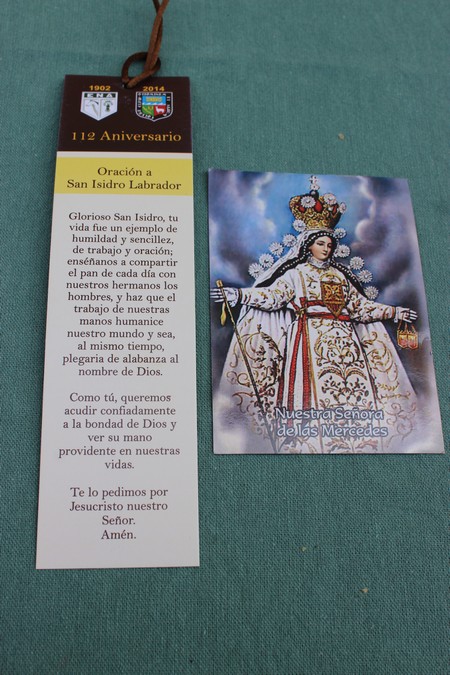 1902 2014
ENA
112 Aniversario
Oración a
San Isidro Labrador
Glorioso San Isidro, tu
vida fue un ejemplo de
humildad y sencillez,
de trabajo y oración;
enséñanos a compartir
el pan de cada día con
nuestros hermanos los
hombres, y haz que el
trabajo de nuestras
manos humanice
nuestro mundo y sea,
al mismo tiempo,
plegaria de alabanza al
nombre de Dios.
Como tú, queremos
acudir confiadamente
a la bondad de Dios y
ver su mano
providente en nuestras
vidas.
Te lo pedimos por
Jesucristo nuestro
Señor.
Amén.
Nuestra Señora
de las Mercedes